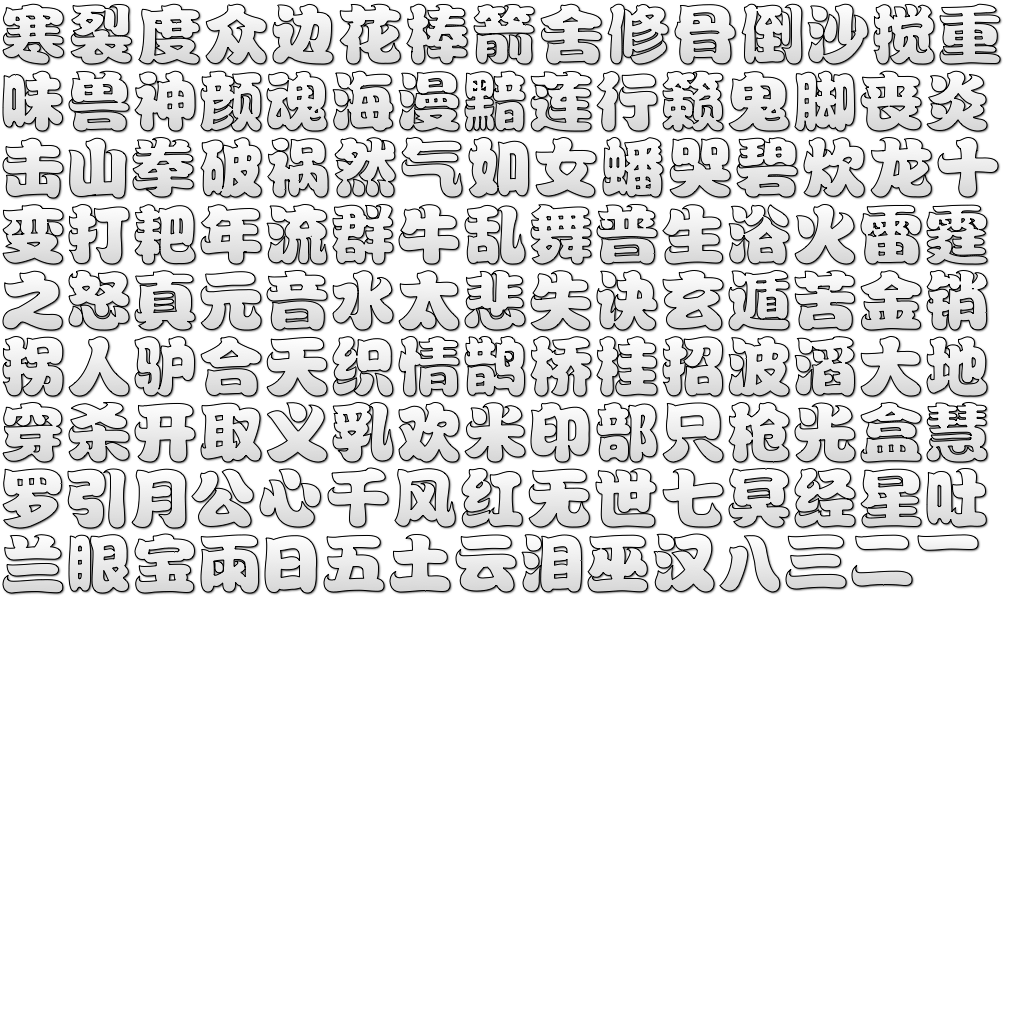 寒裂度众边花棒箭舍修骨倒沙搅重
味兽神颜魂海漫黯莲行籁鬼脚丧炎
击山拳破祸然气如女蟠哭碧炊龙十
变打耙年流群牛乱舞普生浴火雷霆
之怒真元音水太悲失诀玄遁苦金销
拐人驴合天织情鹊桥桂招波滔大地
穿杀开取义乳欢米印部只枪光盒慧
罗引月公心千风红无世七冥经星吐
兰眼宝雨日五土云泪巫汉八三二一